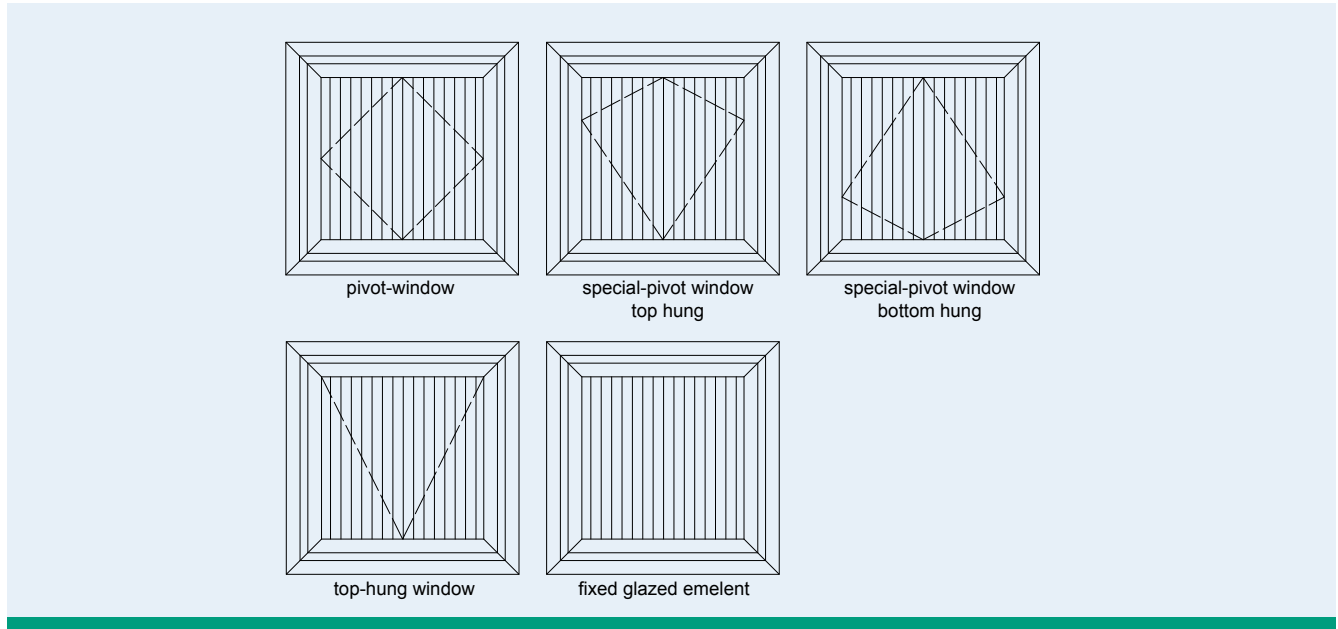 pivot-window
special-pivot window
top hung
special-pivot window
bottom hung
top-hung window
fixed glazed emelent